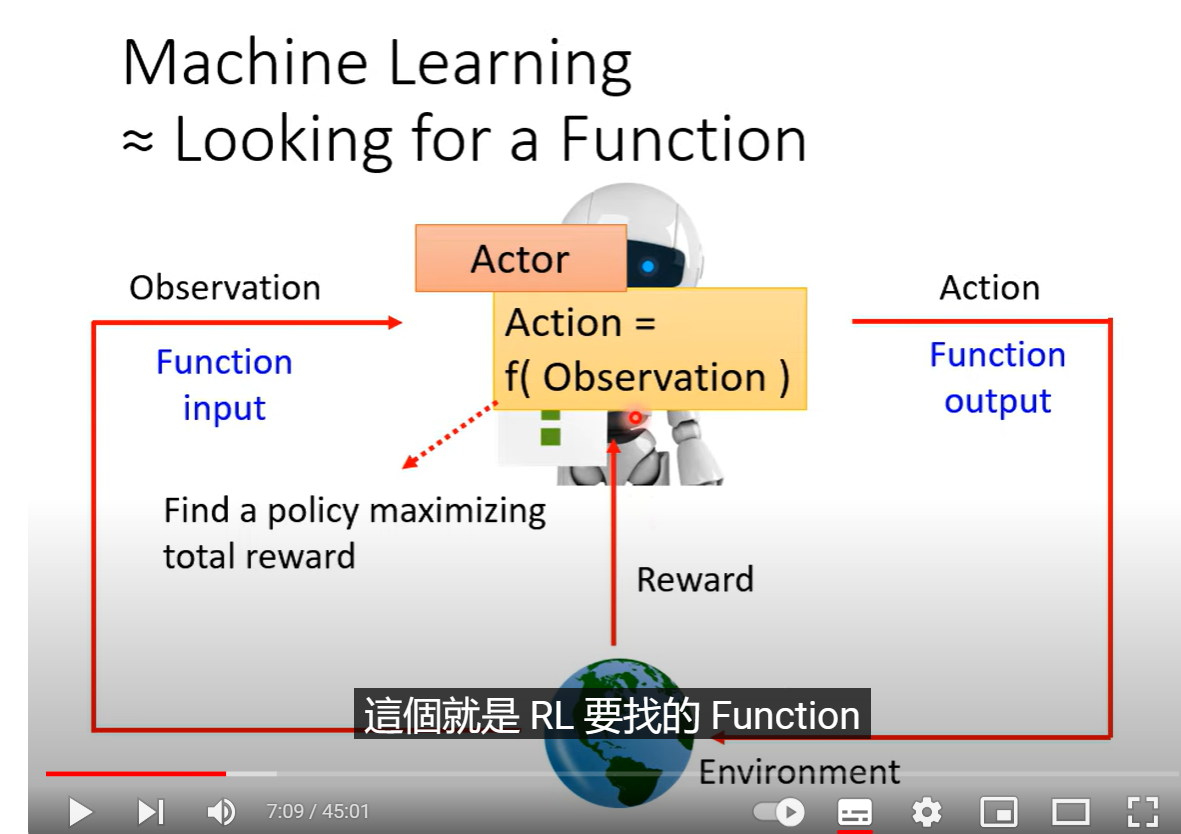 Machine Learning
≈ Looking for a Function
Actor
Observation
Action
Action =
f( Observation )
Function
input
Function
output
Find a policy maximizing
total reward
Reward
這個就是 RL 要找的 Function
Environment
7:09 / 45:01